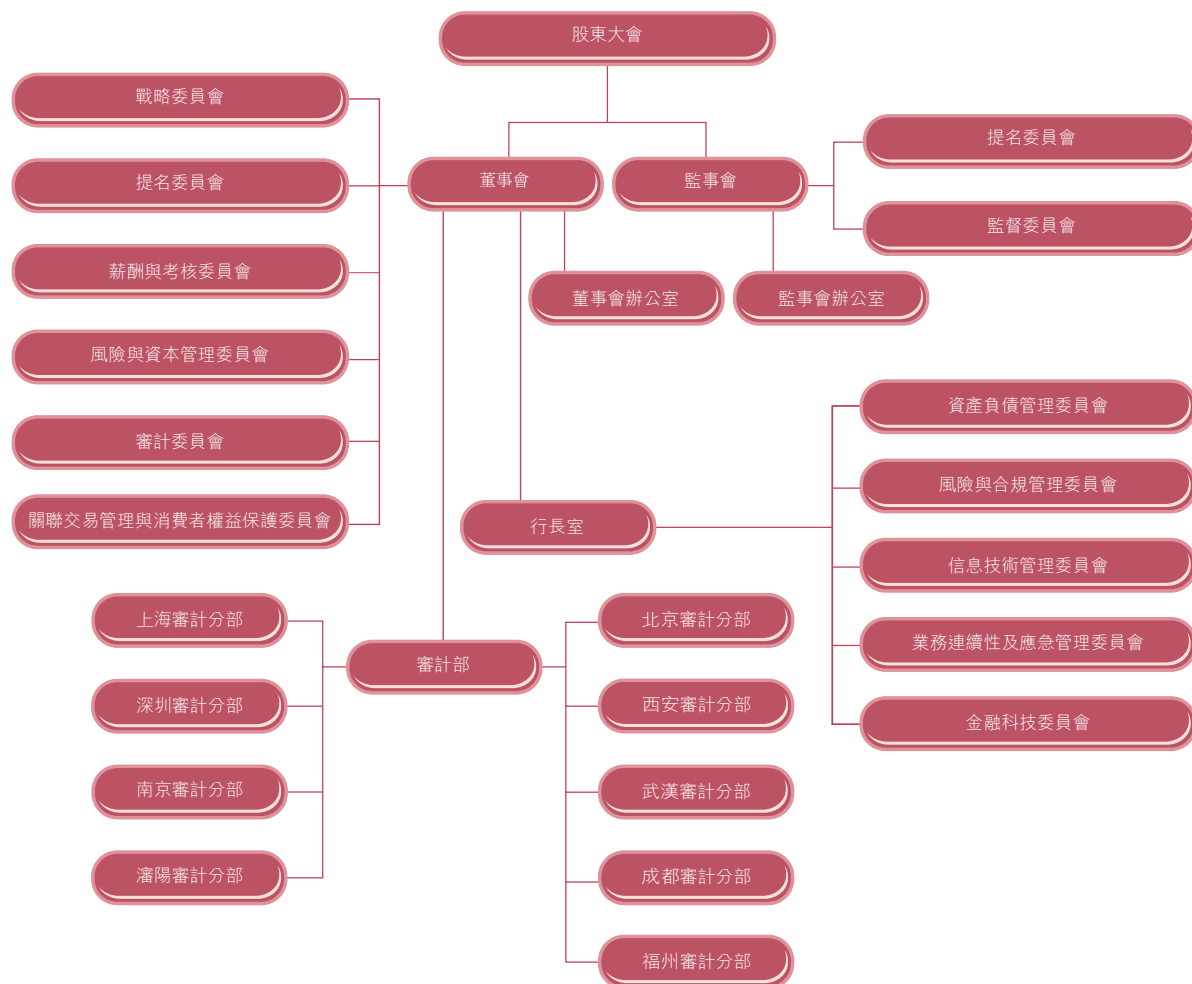 股東大會
戰略委員會
提名委員會
薪酬與考核委員會
風險與資本管理委員會
審計委員會
關聯交易管理與消費者權益保護委員會
董事會
監事會
提名委員會
監督委員會
董事會辦公室
監事會辦公室
行長室
資產負債管理委員會
風險與合規管理委員會
信息技術管理委員會
業務連續性及應急管理委員會
金融科技委員會
審計部
上海審計分部
深圳審計分部
南京審計分部
瀋陽審計分部
北京審計分部
西安審計分部
武漢審計分部
成都審計分部
福州審計分部